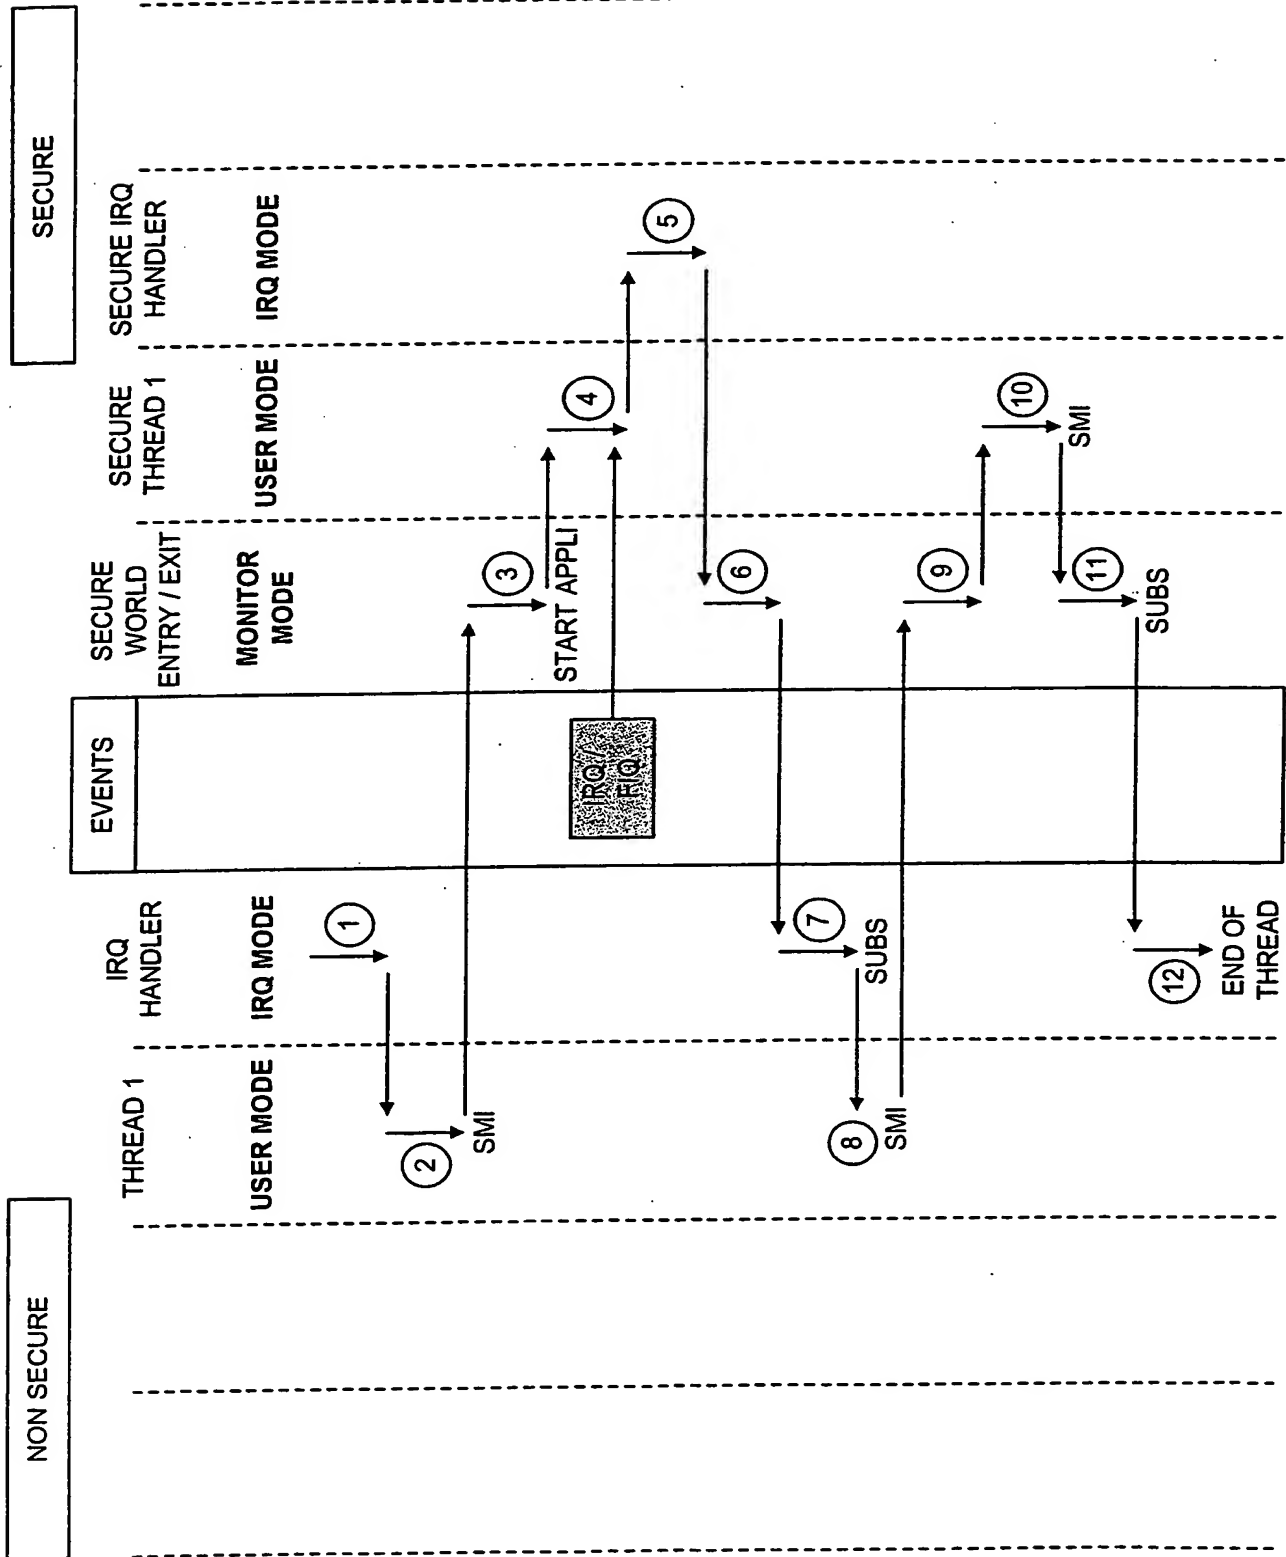 NON SECURE
SECURE
EVENTS
THREAD 1
USER MODE
IRQ
HANDLER
IRQ MODE
SECURE
WORLD
ENTRY / EXIT
MONITOR
MODE
SECURE
THREAD 1
USER MODE
SECURE IRQ
HANDLER
IRQ MODE
1
2
SMI
3
START APPLI
IRQ/
FIQ
4
5
6
7
SUBS
8
SMI
9
10
SMI
11
SUBS
12
END OF
THREAD